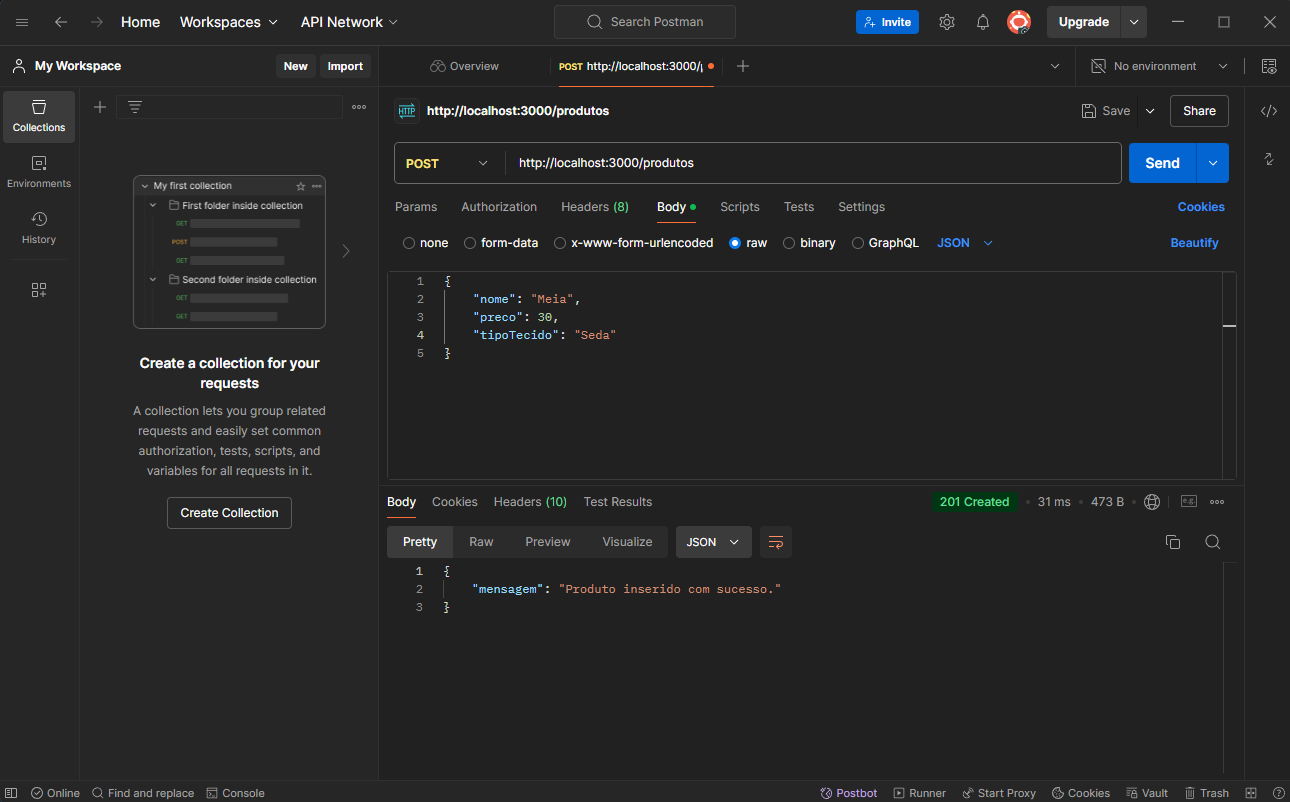 Home Workspaces API Network Search Postman Invite Upgrade
My Workspace New Import Overview POST http://localhost:3000/ No environment
Collections
Environments
History
My first collection
First folder inside collection
GET
POST
GET
Second folder inside collection
GET
GET
Create a collection for your
requests
A collection lets you group related
requests and easily set common
authorization, tests, scripts, and
variables for all requests in it.
Create Collection
HTTP http://localhost:3000/produtos Save Share
POST http://localhost:3000/produtos Send
Params Authorization Headers (8) Body Scripts Tests Settings Cookies
none form-data x-www-form-urlencoded raw binary GraphQL JSON Beautify
1 {
2 "nome": "Meia",
3 "preco": 30,
4 "tipoTecido": "Seda"
5 }
Body Cookies Headers (10) Test Results 201 Created 31 ms 473 B e.g.
Pretty Raw Preview Visualize JSON
1 {
2 "mensagem": "Produto inserido com sucesso."
3 }
Online Find and replace Console Postbot Runner Start Proxy Cookies Vault Trash